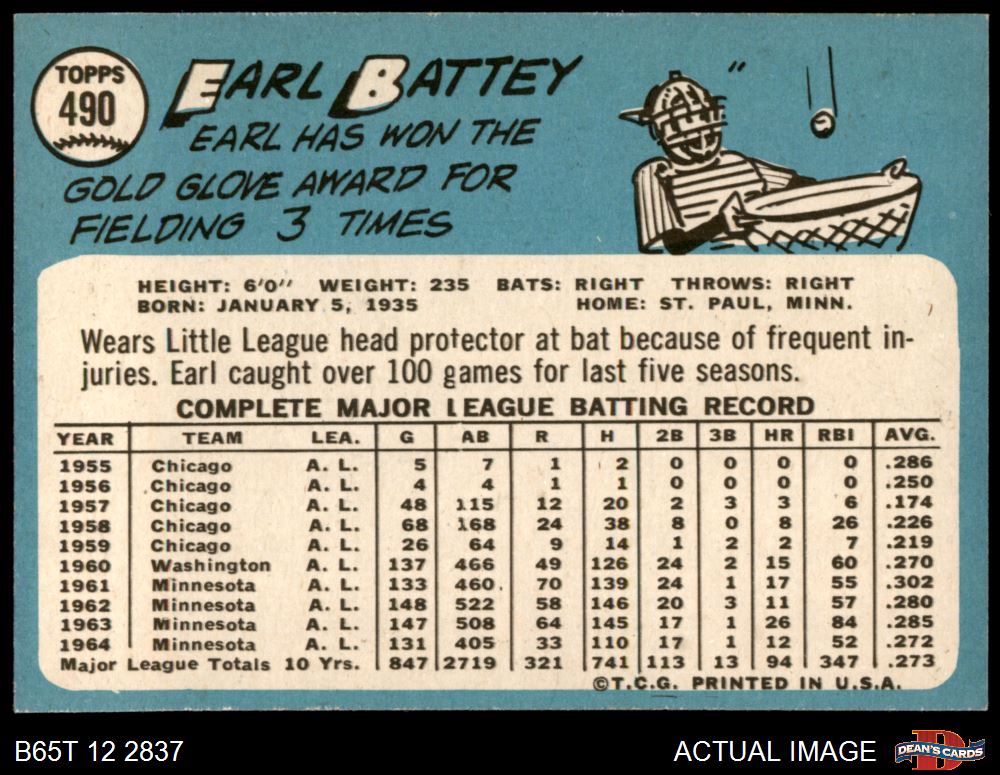 TOPPS
490
EARL BATTEY
EARL HAS WON THE
GOLD GLOVE AWARD FOR
FIELDING 3 TIMES
HEIGHT: 6'0" WEIGHT: 235 BATS: RIGHT THROWS: RIGHT
BORN: JANUARY 5, 1935 HOME: ST. PAUL, MINN.
Wears Little League head protector at bat because of frequent in-
juries. Earl caught over 100 games for last five seasons.
COMPLETE MAJOR LEAGUE BATTING RECORD
YEAR TEAM LEA. G AB R H 2B 3B HR RBI AVG.
1955 Chicago A. L. 5 7 1 2 0 0 0 0 .286
1956 Chicago A. L. 4 4 1 1 0 0 0 0 .250
1957 Chicago A. L. 48 115 12 20 2 3 3 6 .174
1958 Chicago A. L. 68 168 24 38 8 0 8 26 .226
1959 Chicago A. L. 26 64 9 14 1 2 2 7 .219
1960 Washington A. L. 137 466 49 126 24 2 15 60 .270
1961 Minnesota A. L. 133 460 70 139 24 1 17 55 .302
1962 Minnesota A. L. 148 522 58 146 20 3 11 57 .280
1963 Minnesota A. L. 147 508 64 145 17 1 26 84 .285
1964 Minnesota A. L. 131 405 33 110 17 1 12 52 .272
Major League Totals 10 Yrs. 847 2719 321 741 113 13 94 347 .273
©T.C.G. PRINTED IN U.S.A.
B65T 12 2837 ACTUAL IMAGE DEAN'S CARDS